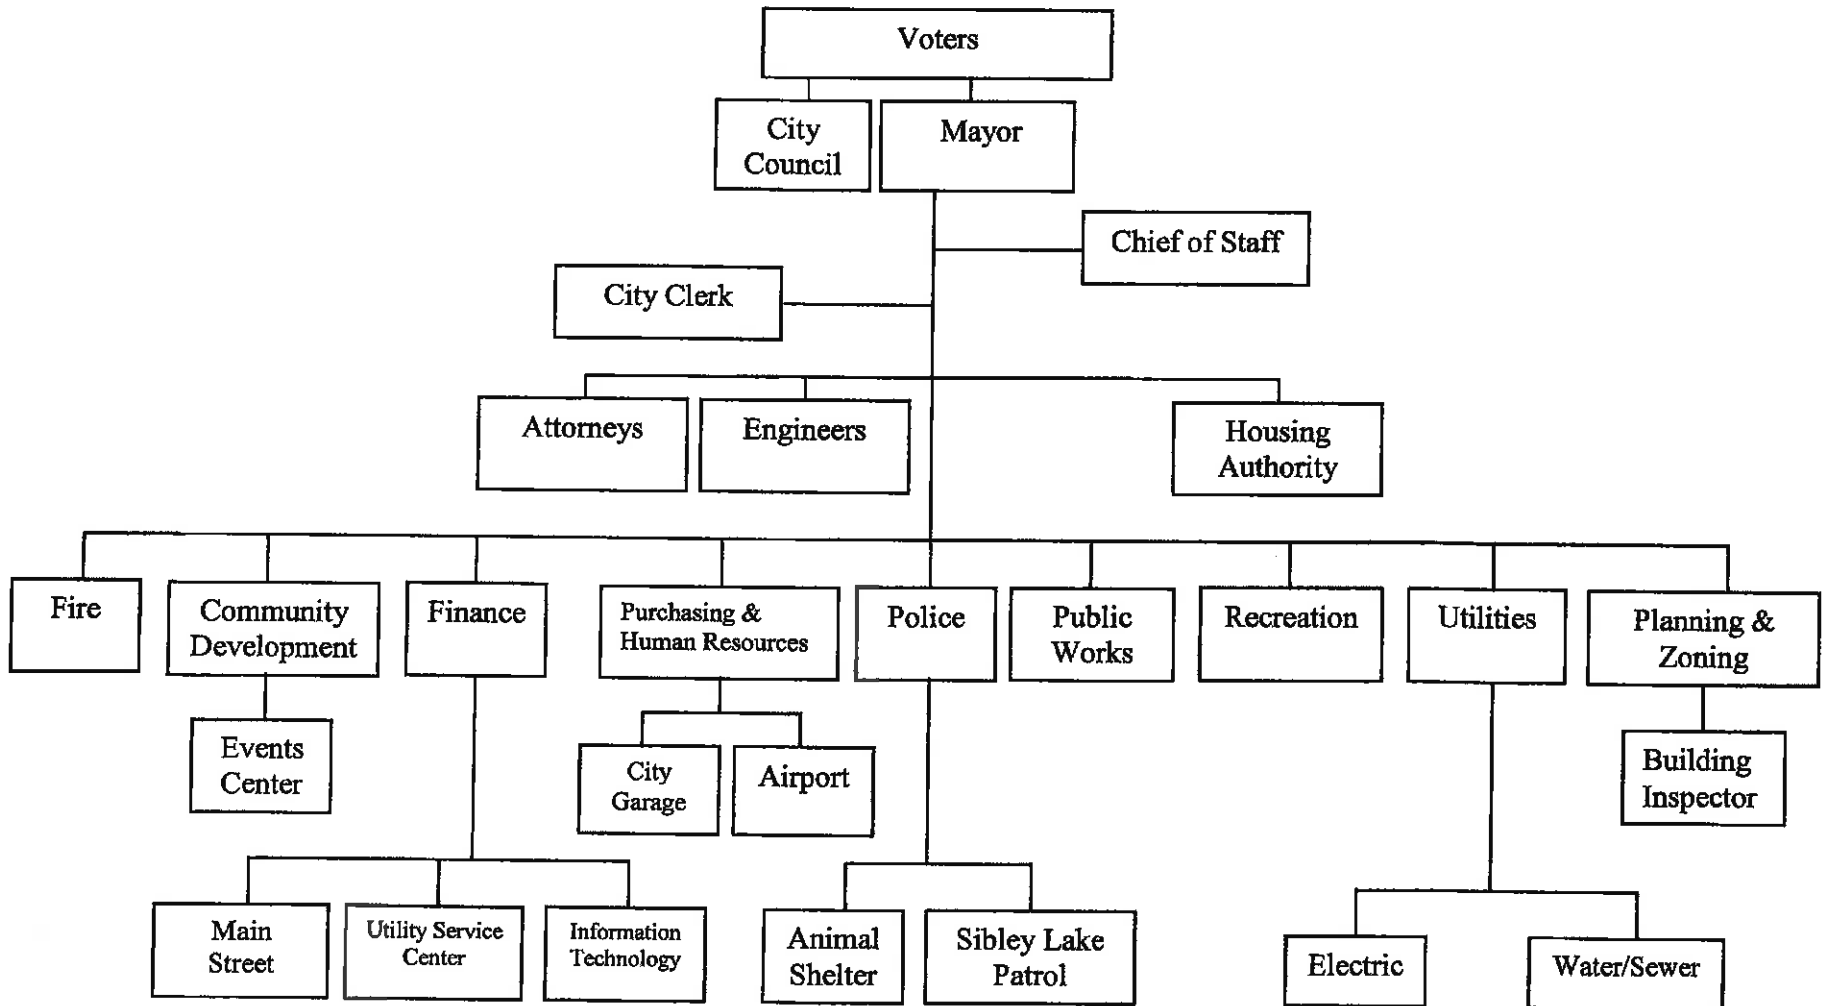 Voters
City
Council
Mayor
Chief of Staff
City Clerk
Attorneys
Engineers
Housing
Authority
Fire
Community
Development
Finance
Purchasing &
Human Resources
Police
Public
Works
Recreation
Utilities
Planning &
Zoning
Events
Center
City
Garage
Airport
Building
Inspector
Main
Street
Utility Service
Center
Information
Technology
Animal
Shelter
Sibley Lake
Patrol
Electric
Water/Sewer